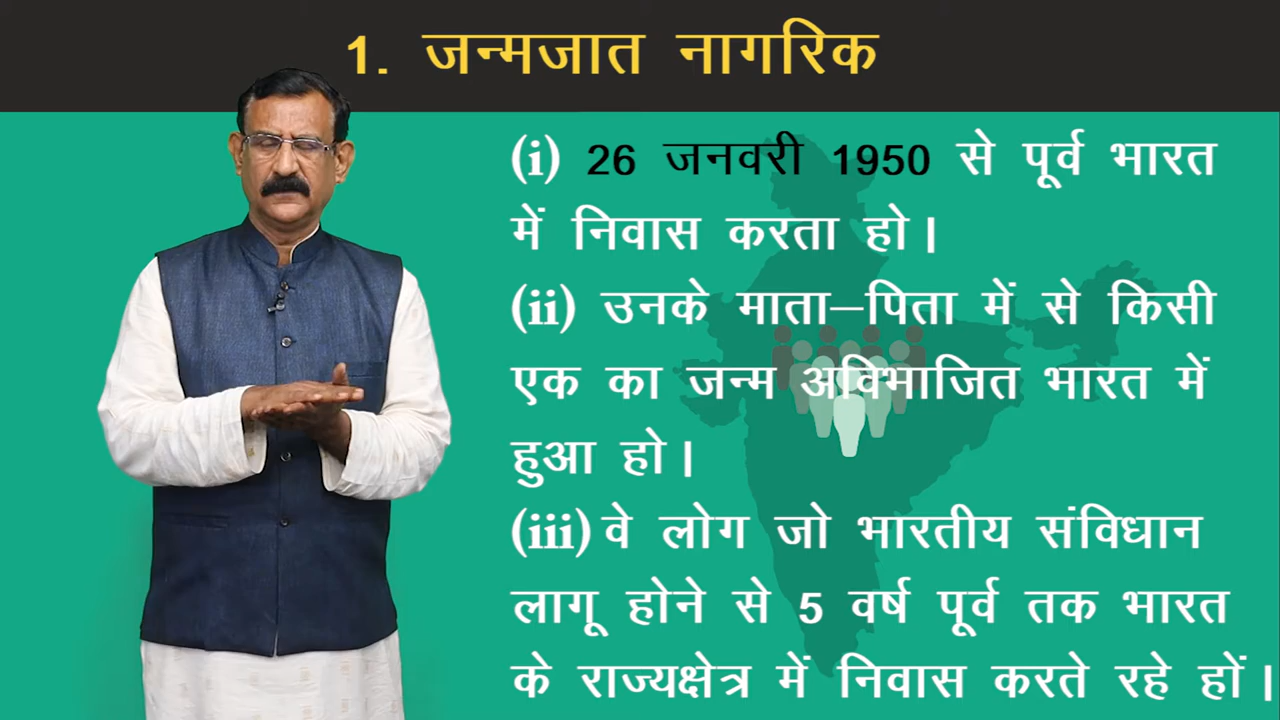 1. जन्मजात नागरिक
(i) 26 जनवरी 1950 से पूर्व भारत
में निवास करता हो।
(ii) उनके माता–पिता में से किसी
एक का जन्म अविभाजित भारत में
हुआ हो।
(iii) वे लोग जो भारतीय संविधान
लागू होने से 5 वर्ष पूर्व तक भारत
के राज्यक्षेत्र में निवास करते रहे हों।